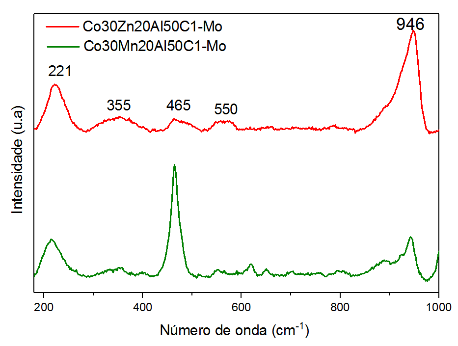 Co30Zn20Al50C1-Mo
Co30Mn20Al50C1-Mo
946
221
355
465
550
Intensidade (u.a)
200
400
600
800
1000
Número de onda (cm⁻¹)